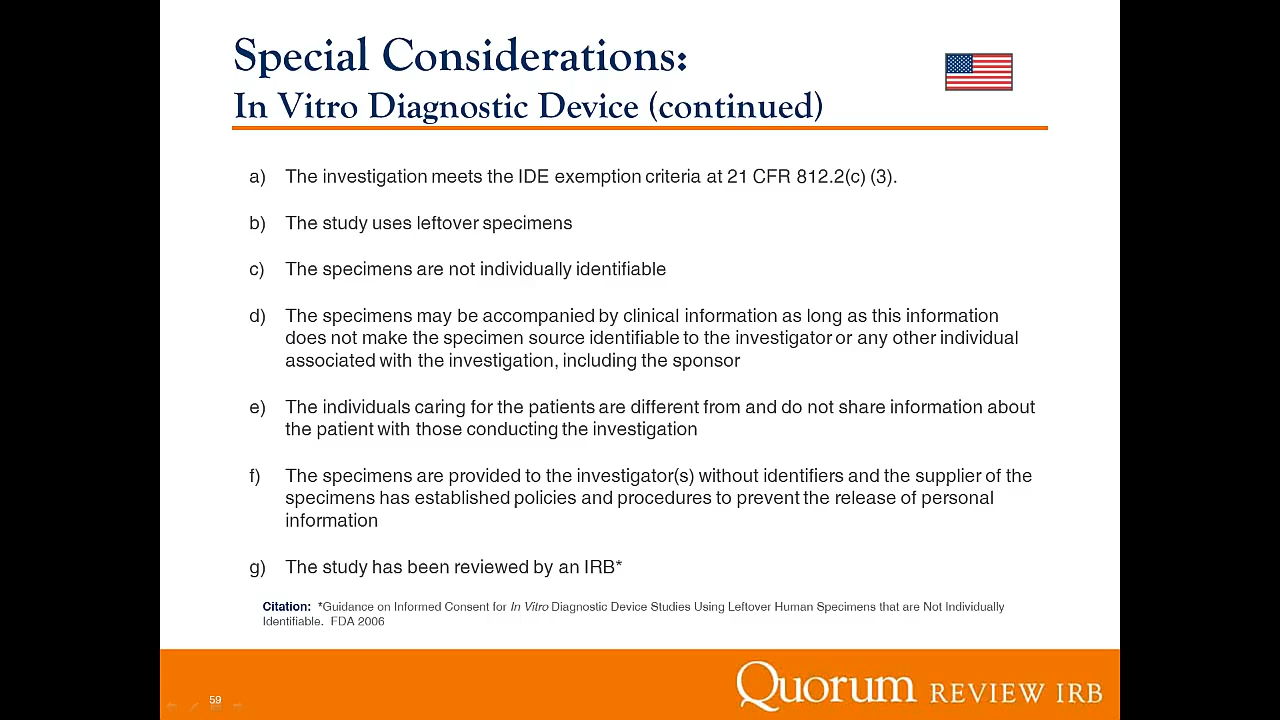 Special Considerations:
In Vitro Diagnostic Device (continued)
a) The investigation meets the IDE exemption criteria at 21 CFR 812.2(c) (3).
b) The study uses leftover specimens
c) The specimens are not individually identifiable
d) The specimens may be accompanied by clinical information as long as this information
does not make the specimen source identifiable to the investigator or any other individual
associated with the investigation, including the sponsor
e) The individuals caring for the patients are different from and do not share information about
the patient with those conducting the investigation
f) The specimens are provided to the investigator(s) without identifiers and the supplier of the
specimens has established policies and procedures to prevent the release of personal
information
g) The study has been reviewed by an IRB*
Citation: *Guidance on Informed Consent for In Vitro Diagnostic Device Studies Using Leftover Human Specimens that are Not Individually
Identifiable. FDA 2006
59
Quorum REVIEW IRB